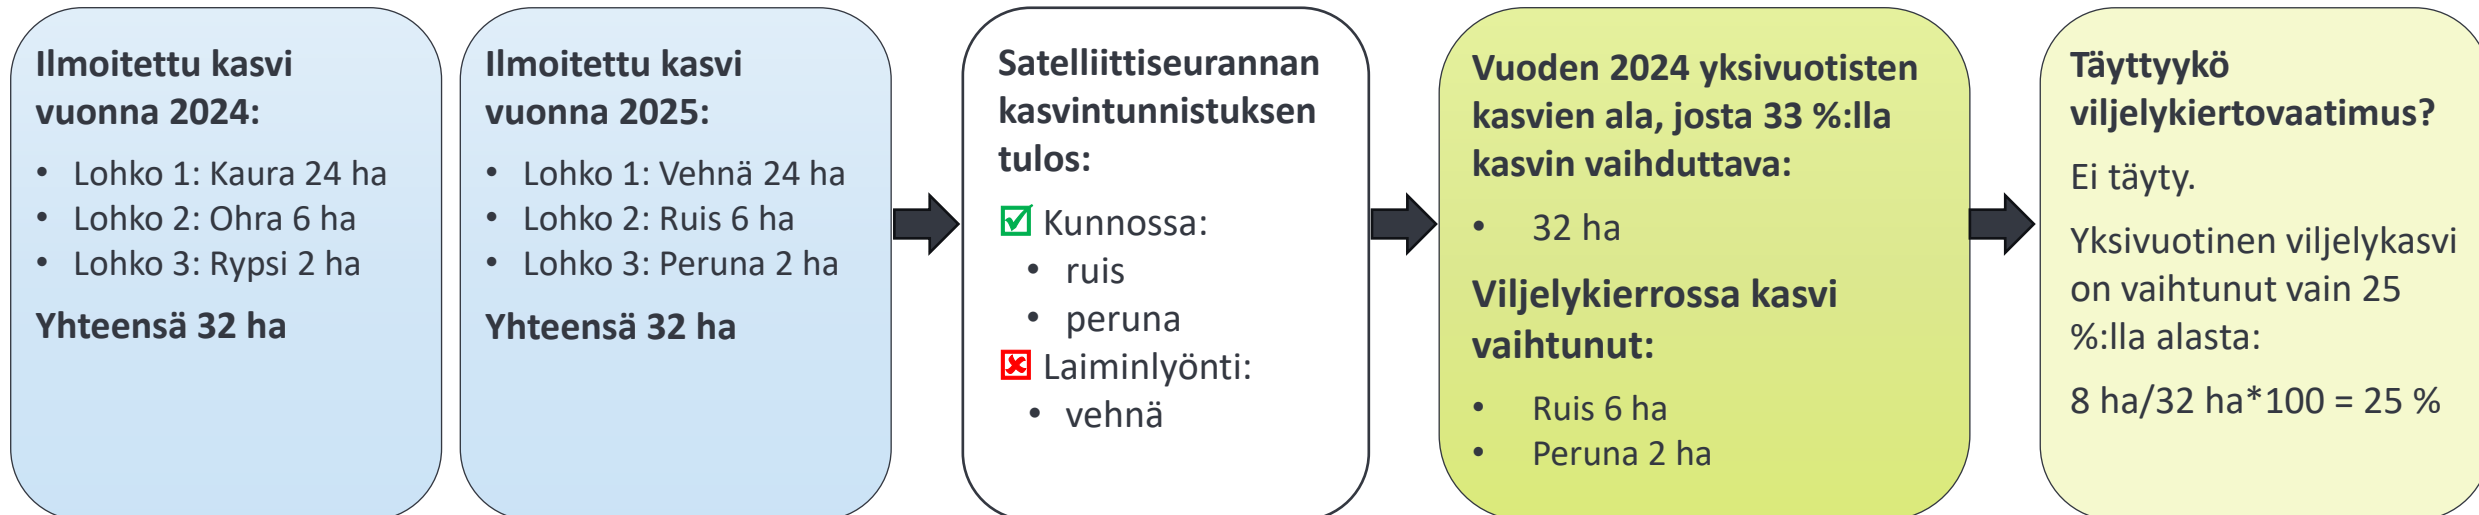 Ilmoitettu kasvi
vuonna 2024:
• Lohko 1: Kaura 24 ha
• Lohko 2: Ohra 6 ha
• Lohko 3: Rypsi 2 ha
Yhteensä 32 ha
Ilmoitettu kasvi
vuonna 2025:
• Lohko 1: Vehnä 24 ha
• Lohko 2: Ruis 6 ha
• Lohko 3: Peruna 2 ha
Yhteensä 32 ha
Satelliittiseurannan
kasvintunnistuksen
tulos:
Kunnossa:
• ruis
• peruna
Laiminlyönti:
• vehnä
Vuoden 2024 yksivuotisten
kasvien ala, josta 33 %:lla
kasvin vaihduttava:
• 32 ha
Viljelykierrossa kasvi
vaihtunut:
• Ruis 6 ha
• Peruna 2 ha
Täyttyykö
viljelykiertovaatimus?
Ei täyty.
Yksivuotinen viljelykasvi
on vaihtunut vain 25
%:lla alasta:
8 ha/32 ha*100 = 25 %